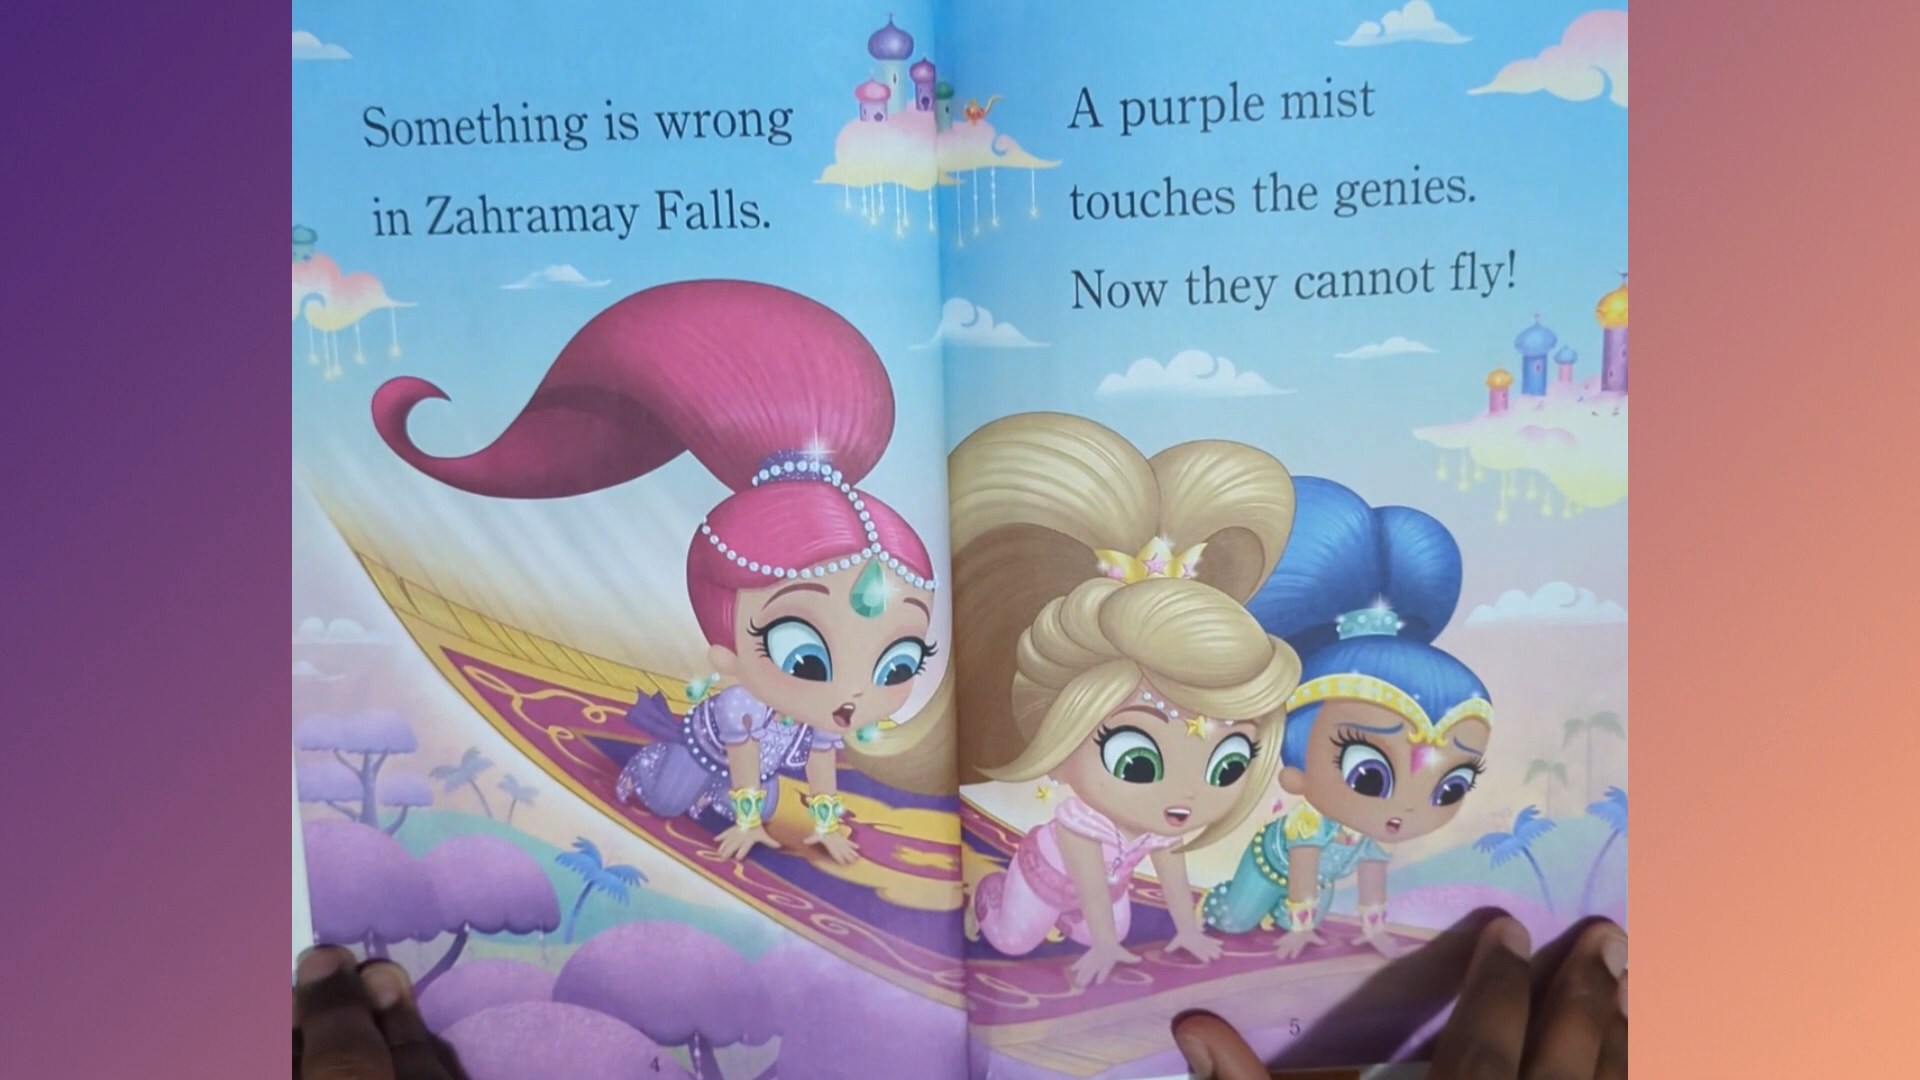 Something is wrong
in Zahramay Falls.
4
A purple mist
touches the genies.
Now they cannot fly!
5